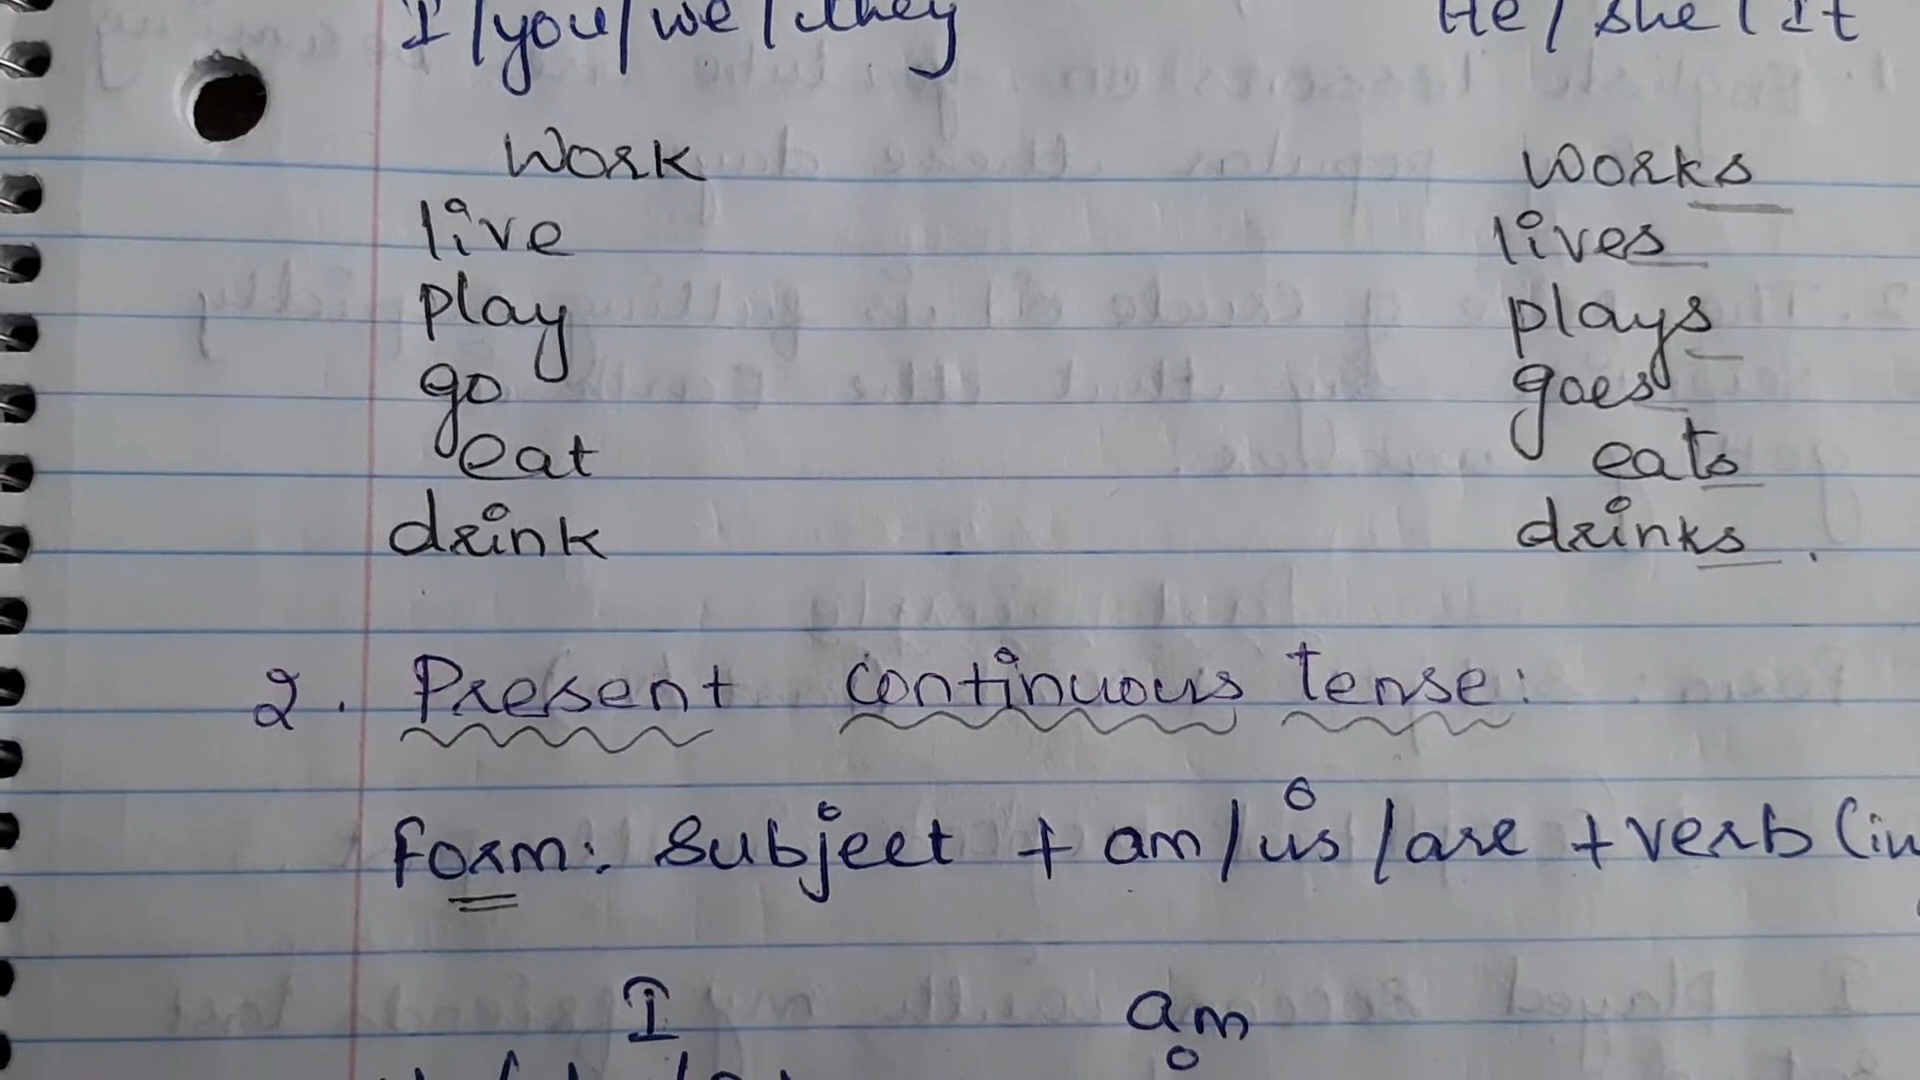 I/you/we/they He/she/It
work works
live lives
play plays
go goes
eat eats
drink drinks.
2. Present continuous tense:
Form: Subject + am/is/are + verb (in
I am